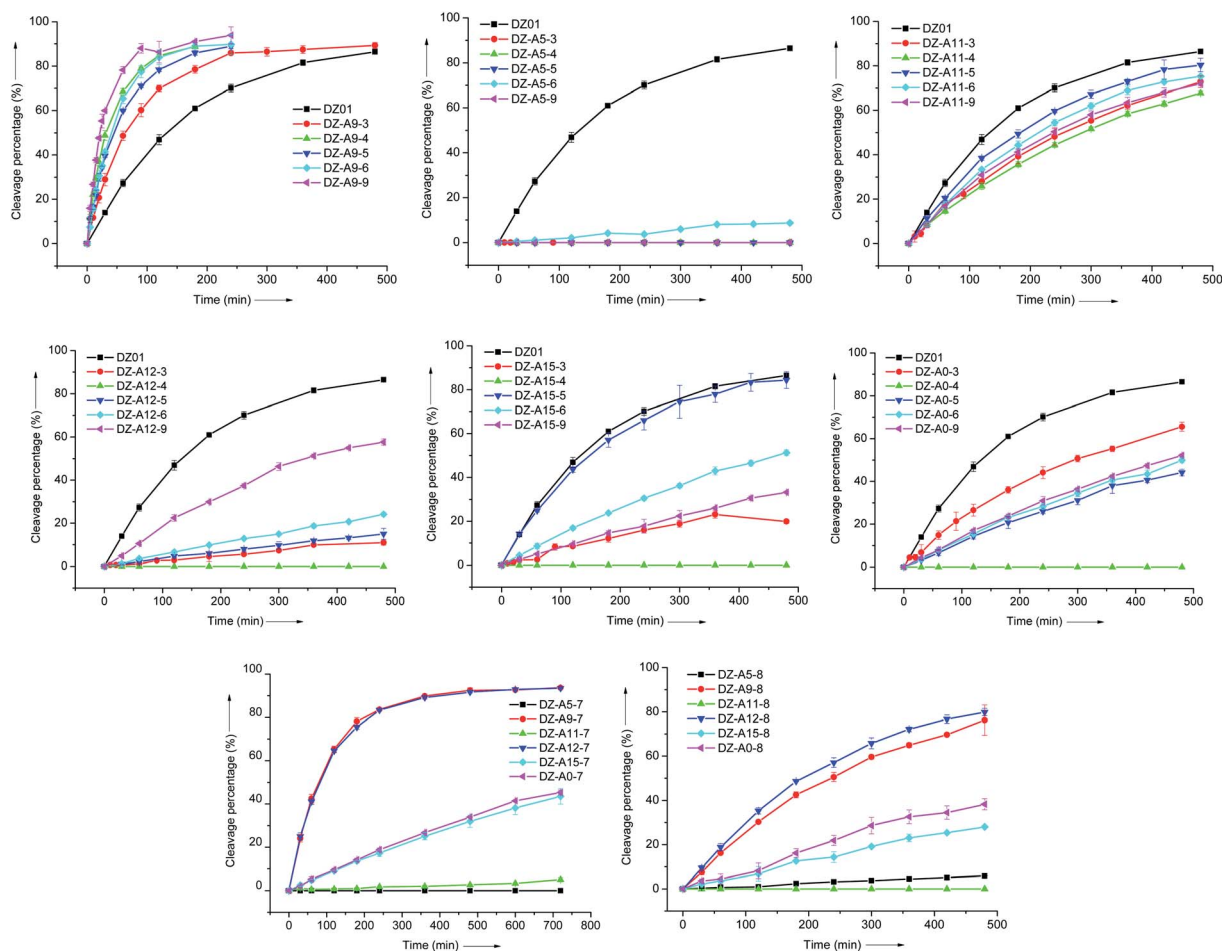 Cleavage percentage (%)
100
80
60
40
20
0
0
100
200
300
400
500
Time (min)
DZ01
DZ-A9-3
DZ-A9-4
DZ-A9-5
DZ-A9-6
DZ-A9-9
Cleavage percentage (%)
100
80
60
40
20
0
0
100
200
300
400
500
Time (min)
DZ01
DZ-A5-3
DZ-A5-4
DZ-A5-5
DZ-A5-6
DZ-A5-9
Cleavage percentage (%)
100
80
60
40
20
0
0
100
200
300
400
500
Time (min)
DZ01
DZ-A11-3
DZ-A11-4
DZ-A11-5
DZ-A11-6
DZ-A11-9
Cleavage percentage (%)
100
80
60
40
20
0
0
100
200
300
400
500
Time (min)
DZ01
DZ-A12-3
DZ-A12-4
DZ-A12-5
DZ-A12-6
DZ-A12-9
Cleavage percentage (%)
100
80
60
40
20
0
0
100
200
300
400
500
Time (min)
DZ01
DZ-A15-3
DZ-A15-4
DZ-A15-5
DZ-A15-6
DZ-A15-9
Cleavage percentage (%)
100
80
60
40
20
0
0
100
200
300
400
500
Time (min)
DZ01
DZ-A0-3
DZ-A0-4
DZ-A0-5
DZ-A0-6
DZ-A0-9
Cleavage percentage (%)
100
80
60
40
20
0
0
100
200
300
400
500
600
700
800
Time (min)
DZ-A5-7
DZ-A9-7
DZ-A11-7
DZ-A12-7
DZ-A15-7
DZ-A0-7
Cleavage percentage (%)
100
80
60
40
20
0
0
100
200
300
400
500
Time (min)
DZ-A5-8
DZ-A9-8
DZ-A11-8
DZ-A12-8
DZ-A15-8
DZ-A0-8